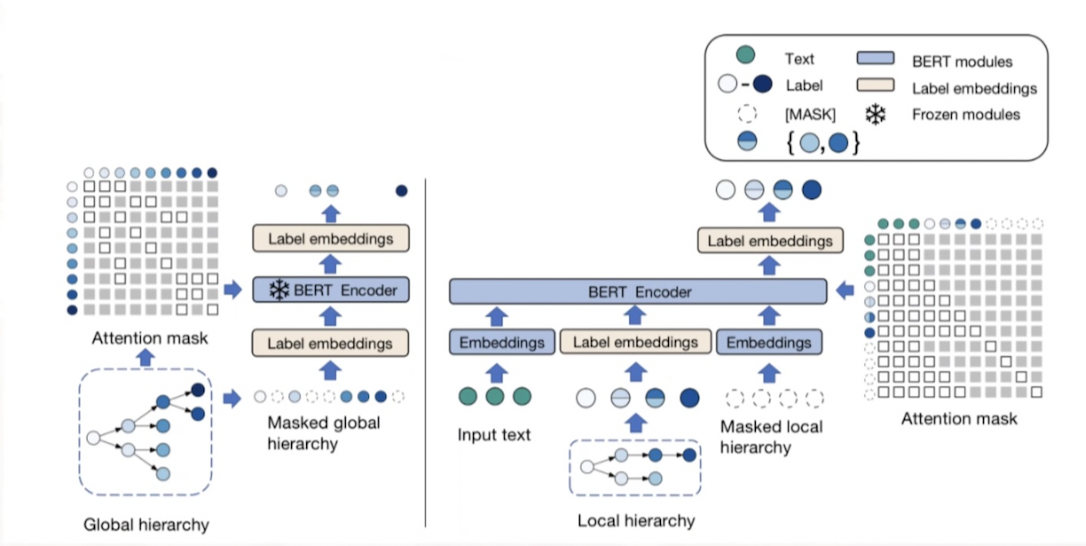 Text
BERT modules
Label
Label embeddings
[MASK]
Frozen modules
{ , }
Label embeddings
BERT Encoder
Label embeddings
Attention mask
Masked global
hierarchy
Global hierarchy
Label embeddings
BERT Encoder
Embeddings
Label embeddings
Embeddings
Input text
Masked local
hierarchy
Local hierarchy
Attention mask